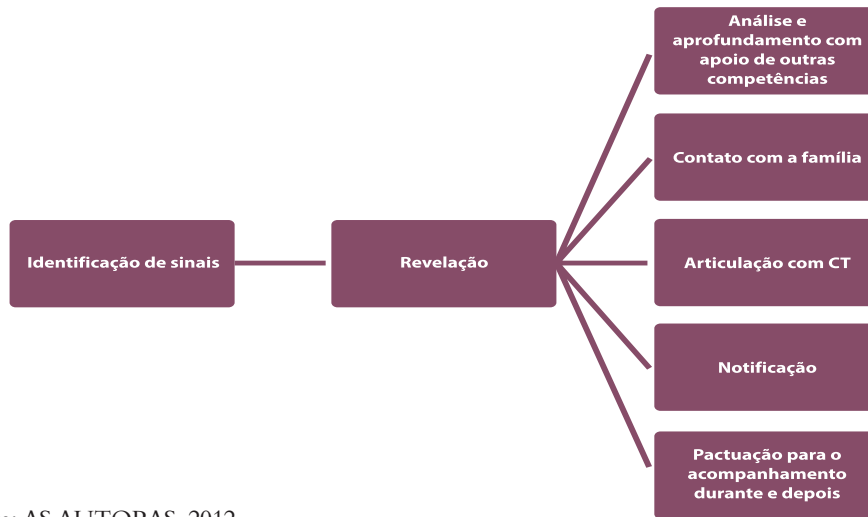 Análise e
aprofundamento com
apoio de outras
competências
Contato com a família
Identificação de sinais
Revelação
Articulação com CT
Notificação
Pactuação para o
acompanhamento
durante e depois
AS AUTORAS, 2012